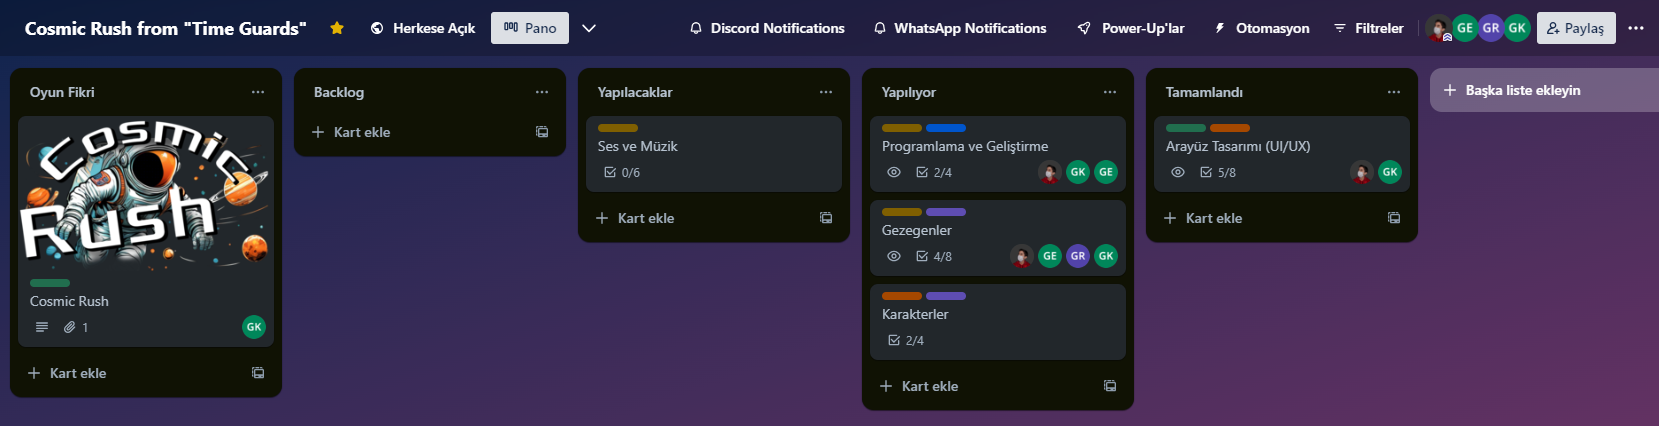 Cosmic Rush from "Time Guards"
Herkese Açık
Pano
Discord Notifications
WhatsApp Notifications
Power-Up'lar
Otomasyon
Filtreler
GE
GR
GK
Paylaş
Oyun Fikri
Cosmic
Rush
Cosmic Rush
1
GK
Kart ekle
Backlog
Kart ekle
Yapılacaklar
Ses ve Müzik
0/6
Kart ekle
Yapılıyor
Programlama ve Geliştirme
2/4
GK
GE
Gezegenler
4/8
GE
GR
GK
Karakterler
2/4
Kart ekle
Tamamlandı
Arayüz Tasarımı (UI/UX)
5/8
GK
Kart ekle
Başka liste ekleyin